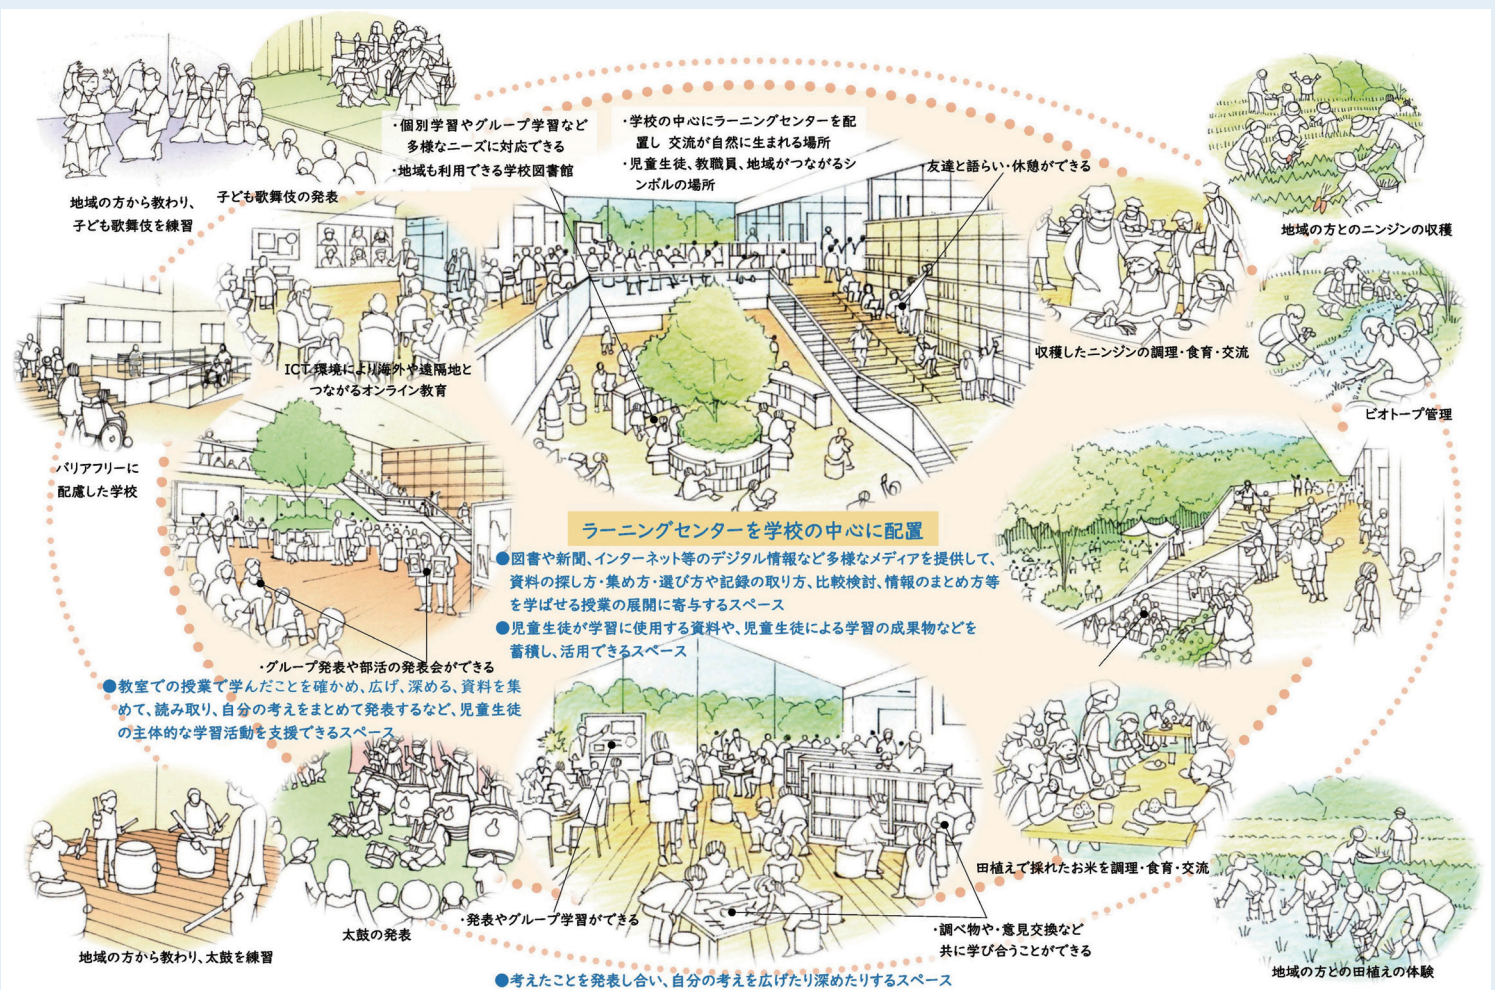 ・個別学習やグループ学習など
多様なニーズに対応できる
・地域も利用できる学校図書館
・学校の中心にラーニングセンターを配
置し 交流が自然に生まれる場所
・児童生徒、教職員、地域がつながるシ
ンボルの場所
・友達と語らい・休憩ができる
地域の方から教わり、
子ども歌舞伎を練習
子ども歌舞伎の発表
地域の方とのニンジンの収穫
ICT 環境により海外や遠隔地と
つながるオンライン教育
収穫したニンジンの調理・食育・交流
ビオトープ管理
バリアフリーに
配慮した学校
ラーニングセンターを学校の中心に配置
●図書や新聞、インターネット等のデジタル情報など多様なメディアを提供して、
資料の探し方・集め方・選び方や記録の取り方、比較検討、情報のまとめ方等
を学ばせる授業の展開に寄与するスペース
●児童生徒が学習に使用する資料や、児童生徒による学習の成果物などを
蓄積し、活用できるスペース
・グループ発表や部活の発表会ができる
●教室での授業で学んだことを確かめ、広げ、深める、資料を集
めて、読み取り、自分の考えをまとめて発表するなど、児童生徒
の主体的な学習活動を支援できるスペース
田植えで採れたお米を調理・食育・交流
・発表やグループ学習ができる
太鼓の発表
・調べ物や・意見交換など
共に学び合うことができる
地域の方から教わり、太鼓を練習
地域の方との田植えの体験
●考えたことを発表し合い、自分の考えを広げたり深めたりするスペース